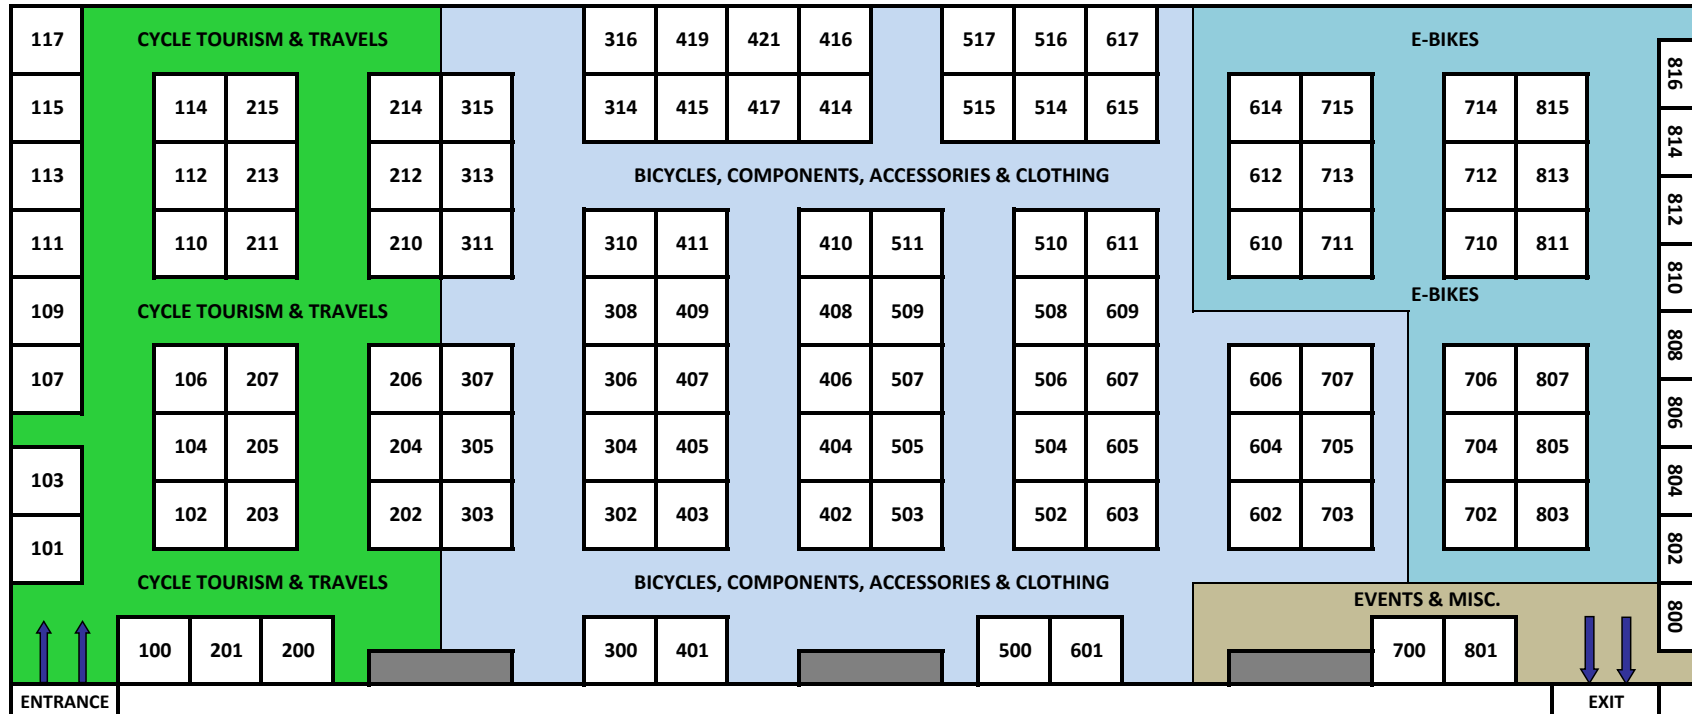 117 CYCLE TOURISM & TRAVELS 316 419 421 416 517 516 617 E-BIKES
816
115 114 215 214 315 314 415 417 414 515 514 615 614 715 714 815
814
113 112 213 212 313 BICYCLES, COMPONENTS, ACCESSORIES & CLOTHING 612 713 712 813
812
111 110 211 210 311 310 411 410 511 510 611 610 711 710 811
810
109 CYCLE TOURISM & TRAVELS 308 409 408 509 508 609 E-BIKES
808
107 106 207 206 307 306 407 406 507 506 607 606 707 706 807
806
104 205 204 305 304 405 404 505 504 605 604 705 704 805
103
804
102 203 202 303 302 403 402 503 502 603 602 703 702 803
101
802
CYCLE TOURISM & TRAVELS BICYCLES, COMPONENTS, ACCESSORIES & CLOTHING EVENTS & MISC.
800
100 201 200 300 401 500 601 700 801
ENTRANCE EXIT